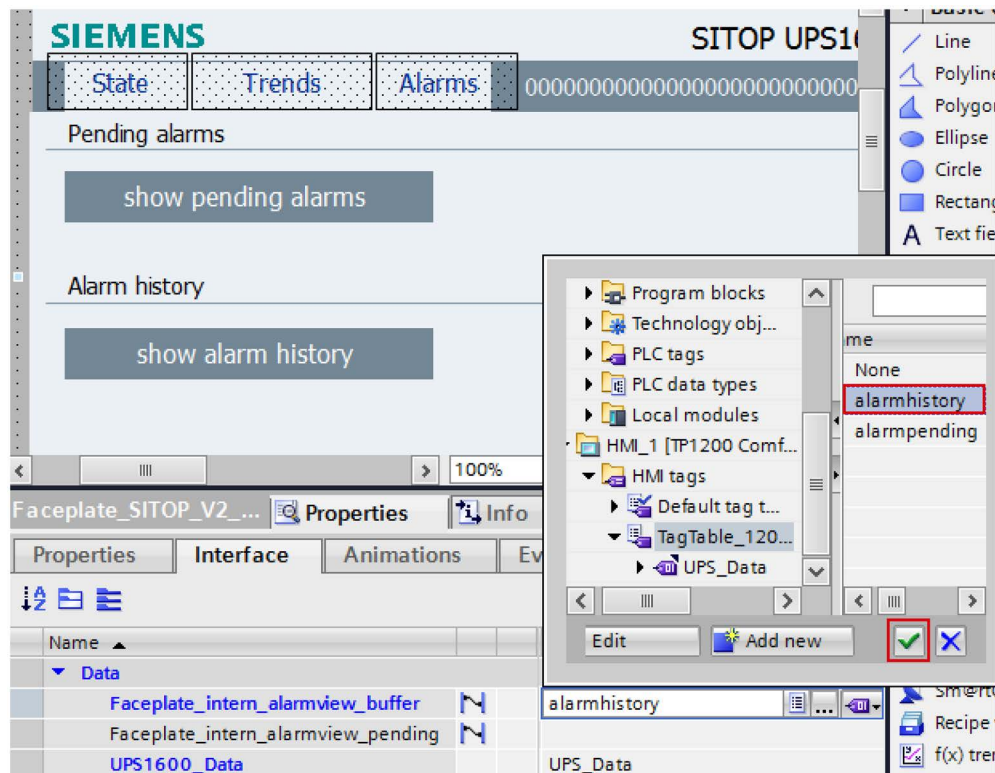 SIEMENS
SITOP UPS16
State
Trends
Alarms
00000000000000000000000000
Pending alarms
show pending alarms
Alarm history
show alarm history
100%
Line
Polyline
Polygon
Ellipse
Circle
Rectang
Text fie
Program blocks
Technology obj...
PLC tags
PLC data types
Local modules
HMI_1 [TP1200 Comf...
HMI tags
Default tag t...
TagTable_120...
UPS_Data
me
None
alarmhistory
alarmpending
Edit
Add new
Faceplate_SITOP_V2_...
Properties
Info
Properties
Interface
Animations
Ev
Name
Data
Faceplate_intern_alarmview_buffer
alarmhistory
...
Faceplate_intern_alarmview_pending
UPS1600_Data
UPS_Data
Recipe
f(x) tren